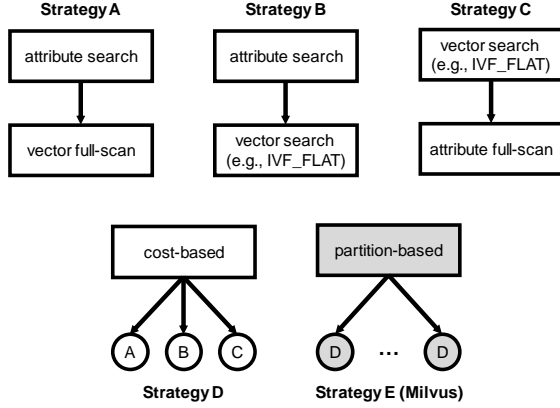 Strategy A
attribute search
vector full-scan
Strategy B
attribute search
vector search
(e.g., IVF_FLAT)
Strategy C
vector search
(e.g., IVF_FLAT)
attribute full-scan
cost-based
A
B
C
Strategy D
partition-based
D
...
D
Strategy E (Milvus)